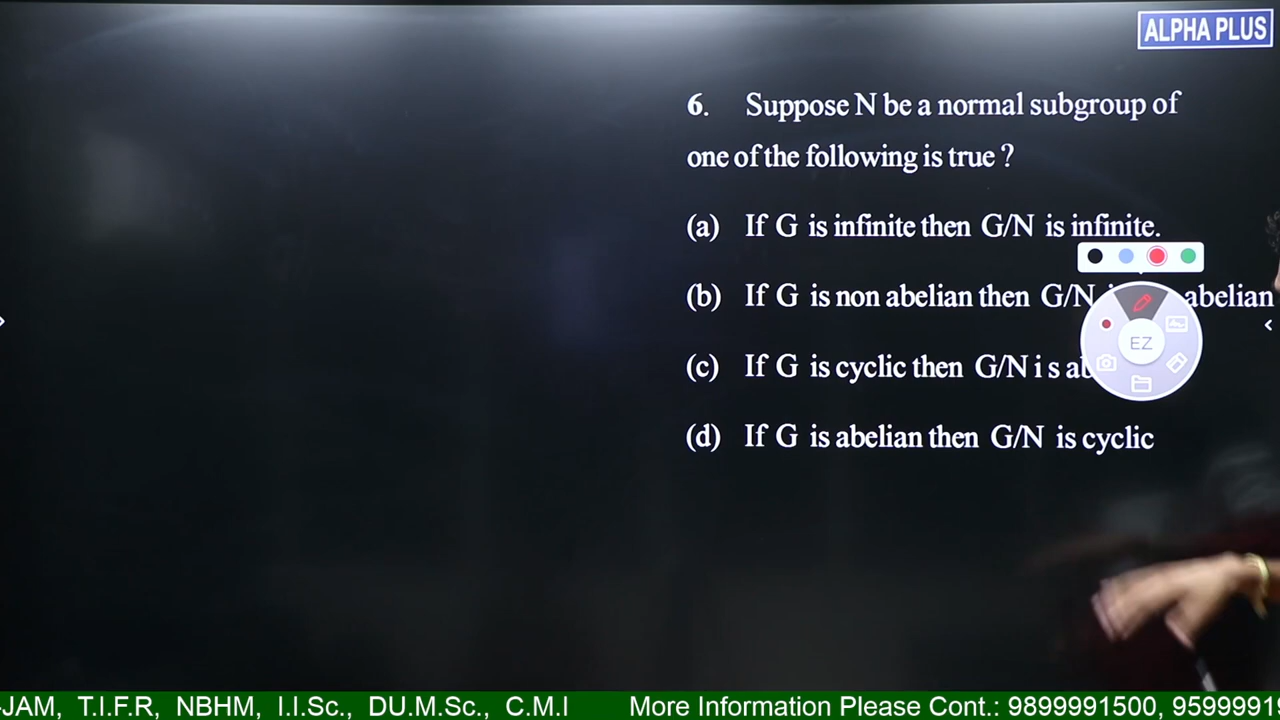 ALPHA PLUS
6. Suppose N be a normal subgroup of
one of the following is true ?
(a) If G is infinite then G/N is infinite.
(b) If G is non abelian then G/N abelian
(c) If G is cyclic then G/N i s
EZ
(d) If G is abelian then G/N is cyclic
-JAM, T.I.F.R, NBHM, I.I.Sc., DU.M.Sc., C.M.I More Information Please Cont.: 9899991500, 9599991